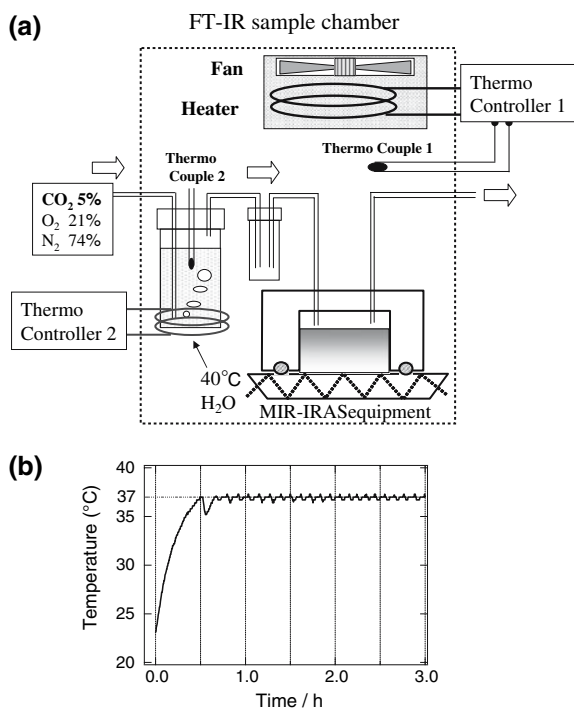 (a)
FT-IR sample chamber
Fan
Heater
Thermo
Controller 1
Thermo Couple 1
Thermo
Couple 2
CO₂ 5%
O₂ 21%
N₂ 74%
Thermo
Controller 2
40°C
H₂O
MIR-IRASequipment
(b)
Temperature (°C)
40
37
35
30
25
20
0.0
1.0
2.0
3.0
Time / h